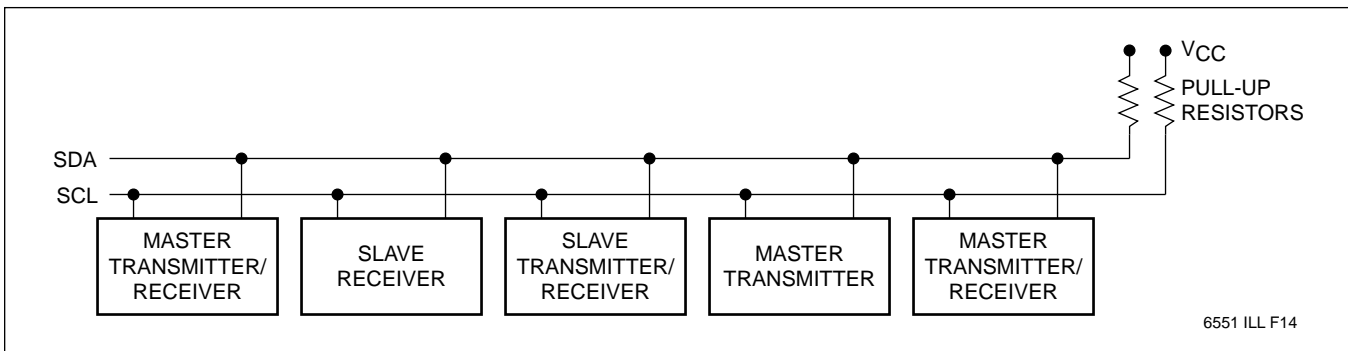 VCC
PULL-UP
RESISTORS
SDA
SCL
MASTER
TRANSMITTER/
RECEIVER
SLAVE
RECEIVER
SLAVE
TRANSMITTER/
RECEIVER
MASTER
TRANSMITTER
MASTER
TRANSMITTER/
RECEIVER
6551 ILL F14